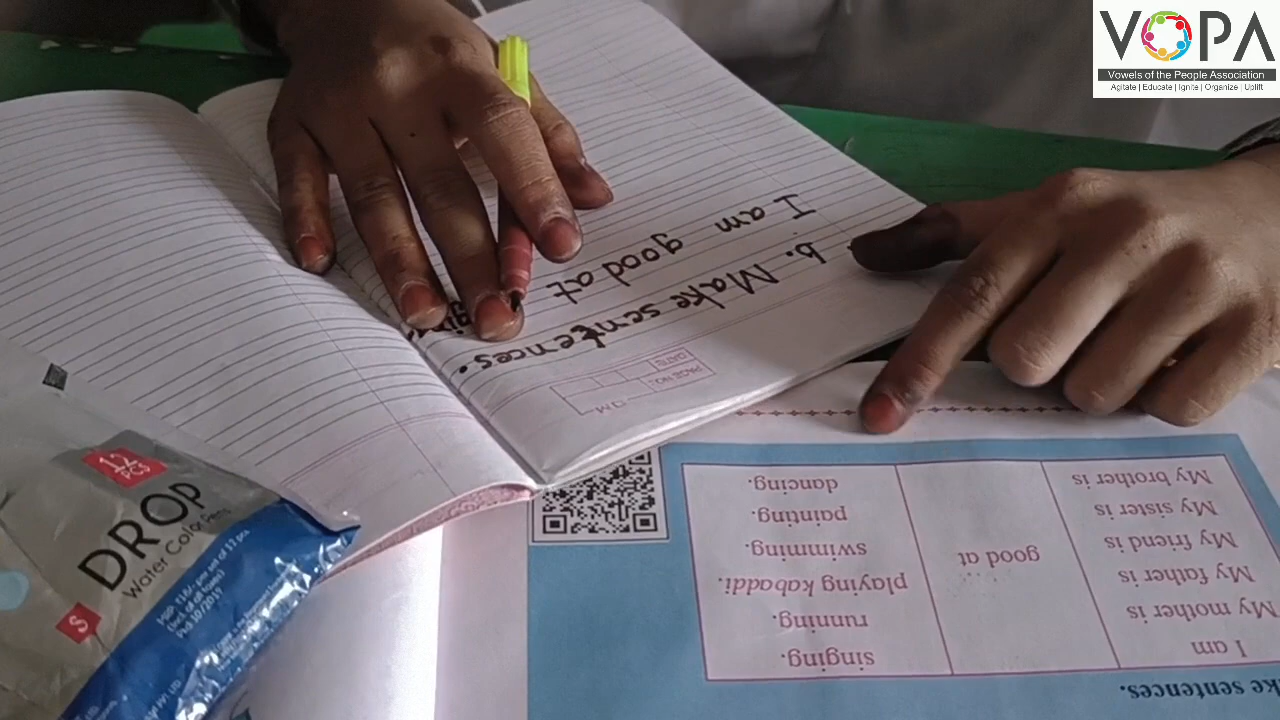 VOPA
Vowels of the People Association
Agitate | Educate | Ignite | Organize | Uplift
DM
PAGE NO.:
DATE:
b. Make sentences.
I am good at
12
PCS
DROP
Water Color Pens
S
sentences.
I am
My mother is
My father is
My friend is
My sister is
My brother is
good at
singing.
running.
playing kabaddi.
swimming.
painting.
dancing.